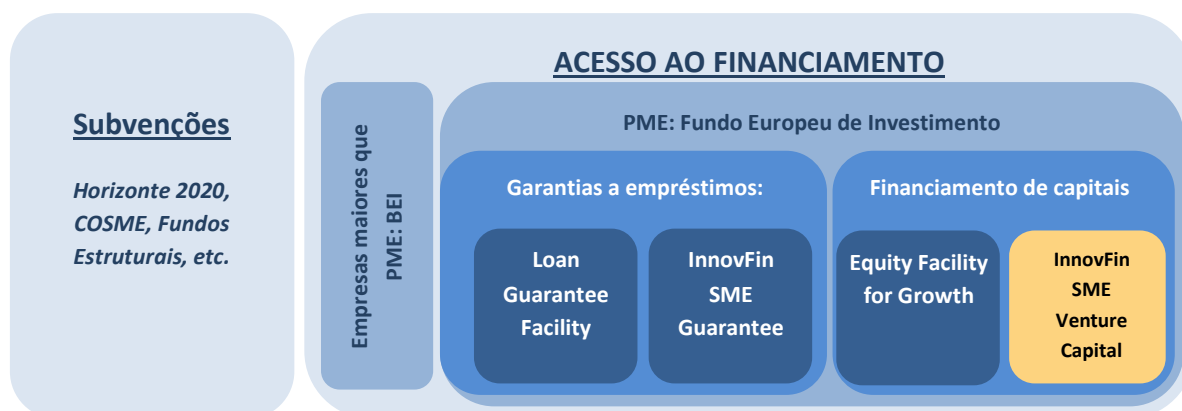 Subvenções
Horizonte 2020,
COSME, Fundos
Estruturais, etc.
ACESSO AO FINANCIAMENTO
Empresas maiores que
PME: BEI
PME: Fundo Europeu de Investimento
Garantias a empréstimos:
Loan
Guarantee
Facility
InnovFin
SME
Guarantee
Financiamento de capitais
Equity Facility
for Growth
InnovFin
SME
Venture
Capital